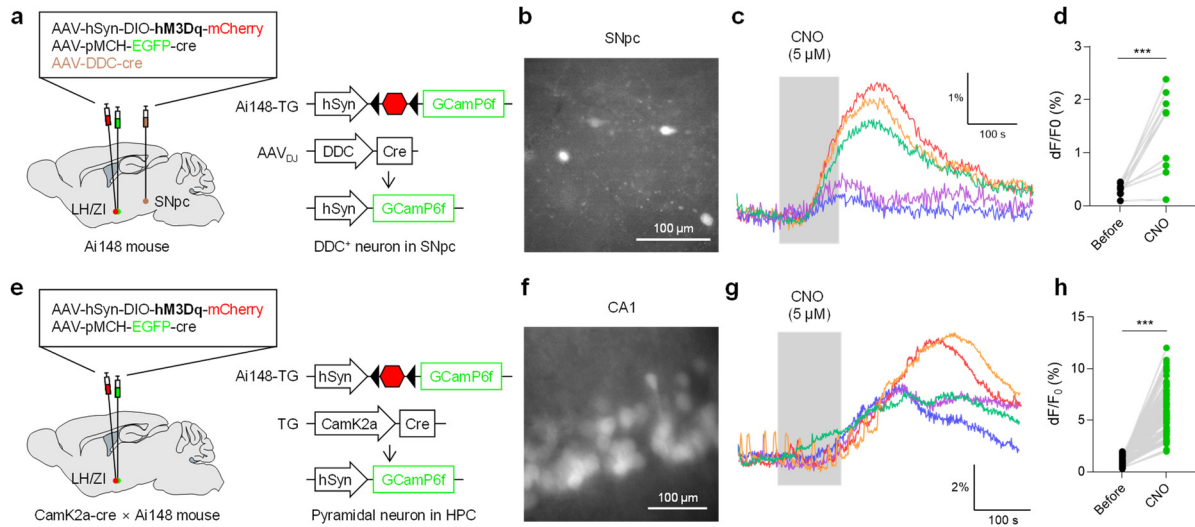 a
AAV-hSyn-DIO-hM3Dq-mCherry
AAV-pMCH-EGFP-cre
AAV-DDC-cre
LH/ZI
SNpc
Ai148 mouse
Ai148-TG
hSyn
GCamP6f
AAVDJ
DDC
Cre
hSyn
GCamP6f
DDC+ neuron in SNpc
b
SNpc
100 μm
c
CNO
(5 μM)
1%
100 s
d
***
dF/F0 (%)
3
2
1
0
Before
CNO
e
AAV-hSyn-DIO-hM3Dq-mCherry
AAV-pMCH-EGFP-cre
LH/ZI
CamK2a-cre × Ai148 mouse
Ai148-TG
hSyn
GCamP6f
TG
CamK2a
Cre
hSyn
GCamP6f
Pyramidal neuron in HPC
f
CA1
100 μm
g
CNO
(5 μM)
2%
100 s
h
***
dF/F0 (%)
15
10
5
0
Before
CNO